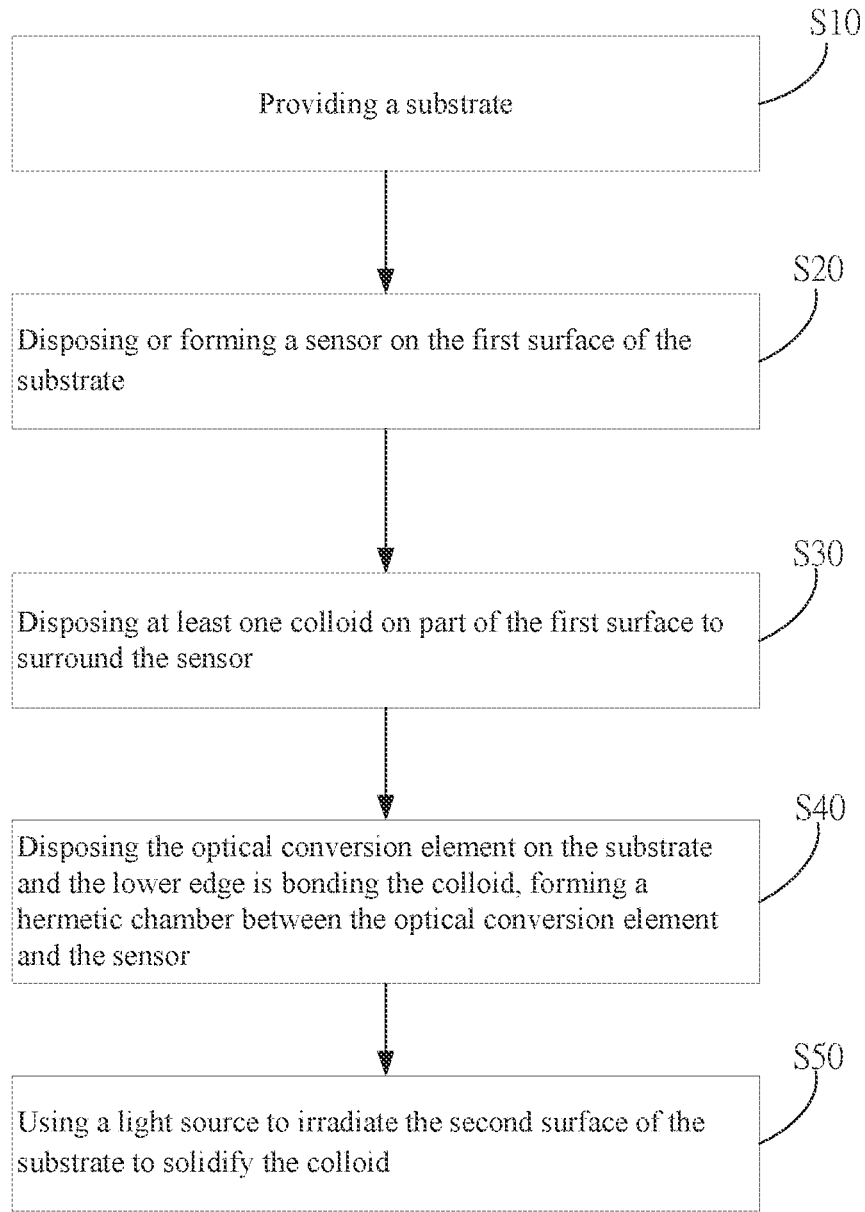 S10
Providing a substrate
S20
Disposing or forming a sensor on the first surface of the
substrate
S30
Disposing at least one colloid on part of the first surface to
surround the sensor
S40
Disposing the optical conversion element on the substrate
and the lower edge is bonding the colloid, forming a
hermetic chamber between the optical conversion element
and the sensor
S50
Using a light source to irradiate the second surface of the
substrate to solidify the colloid